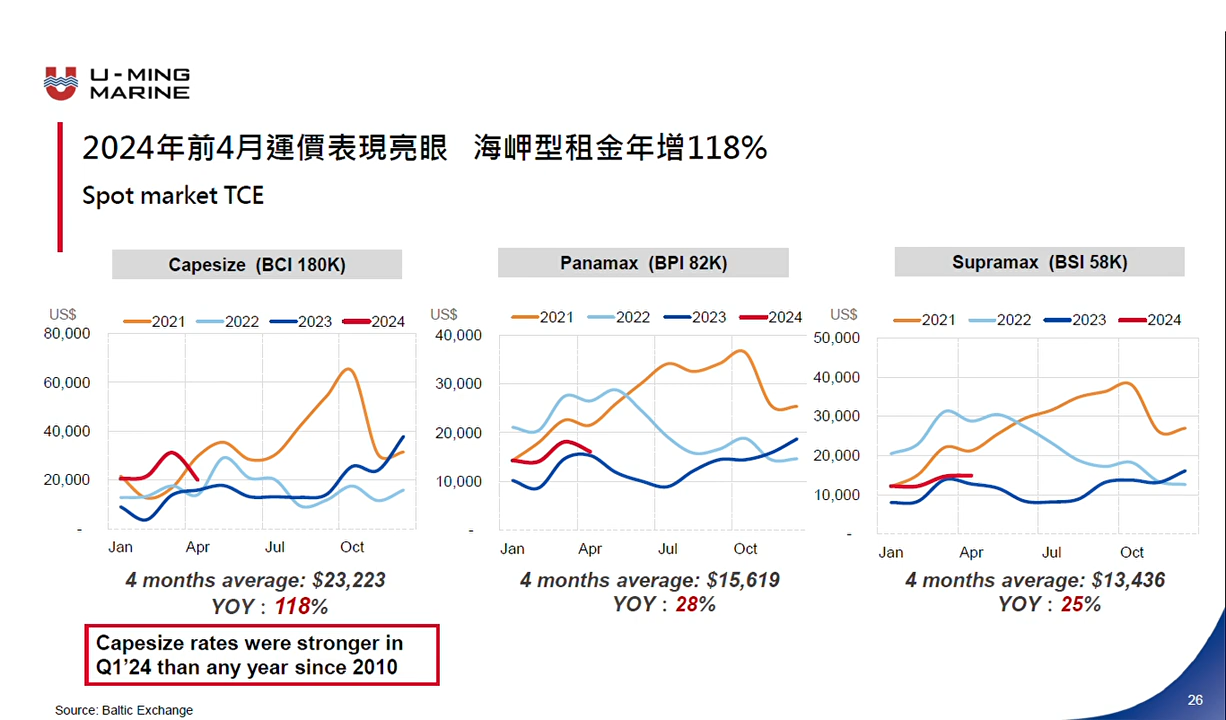 U-MING
MARINE
2024年前4月運價表現亮眼 海岬型租金年增118%
Spot market TCE
Capesize (BCI 180K)
US$
2021 2022 2023 2024
80,000
60,000
40,000
20,000
-
Jan Apr Jul Oct
4 months average: $23,223
YOY : 118%
Capesize rates were stronger in
Q1’24 than any year since 2010
Panamax (BPI 82K)
US$
2021 2022 2023 2024
40,000
30,000
20,000
10,000
-
Jan Apr Jul Oct
4 months average: $15,619
YOY : 28%
Supramax (BSI 58K)
US$
2021 2022 2023 2024
50,000
40,000
30,000
20,000
10,000
-
Jan Apr Jul Oct
4 months average: $13,436
YOY : 25%
Source: Baltic Exchange
26